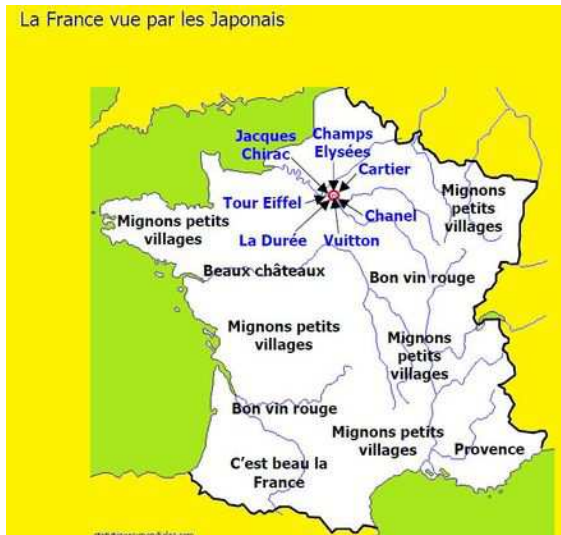 La France vue par les Japonais
Jacques
Chirac
Champs
Elysées
Cartier
Tour Eiffel
Chanel
La Durée
Vuitton
Mignons petits
villages
Mignons
petits
villages
Beaux châteaux
Bon vin rouge
Mignons petits
villages
Mignons
petits
villages
Bon vin rouge
Mignons petits
villages
Provence
C'est beau la
France